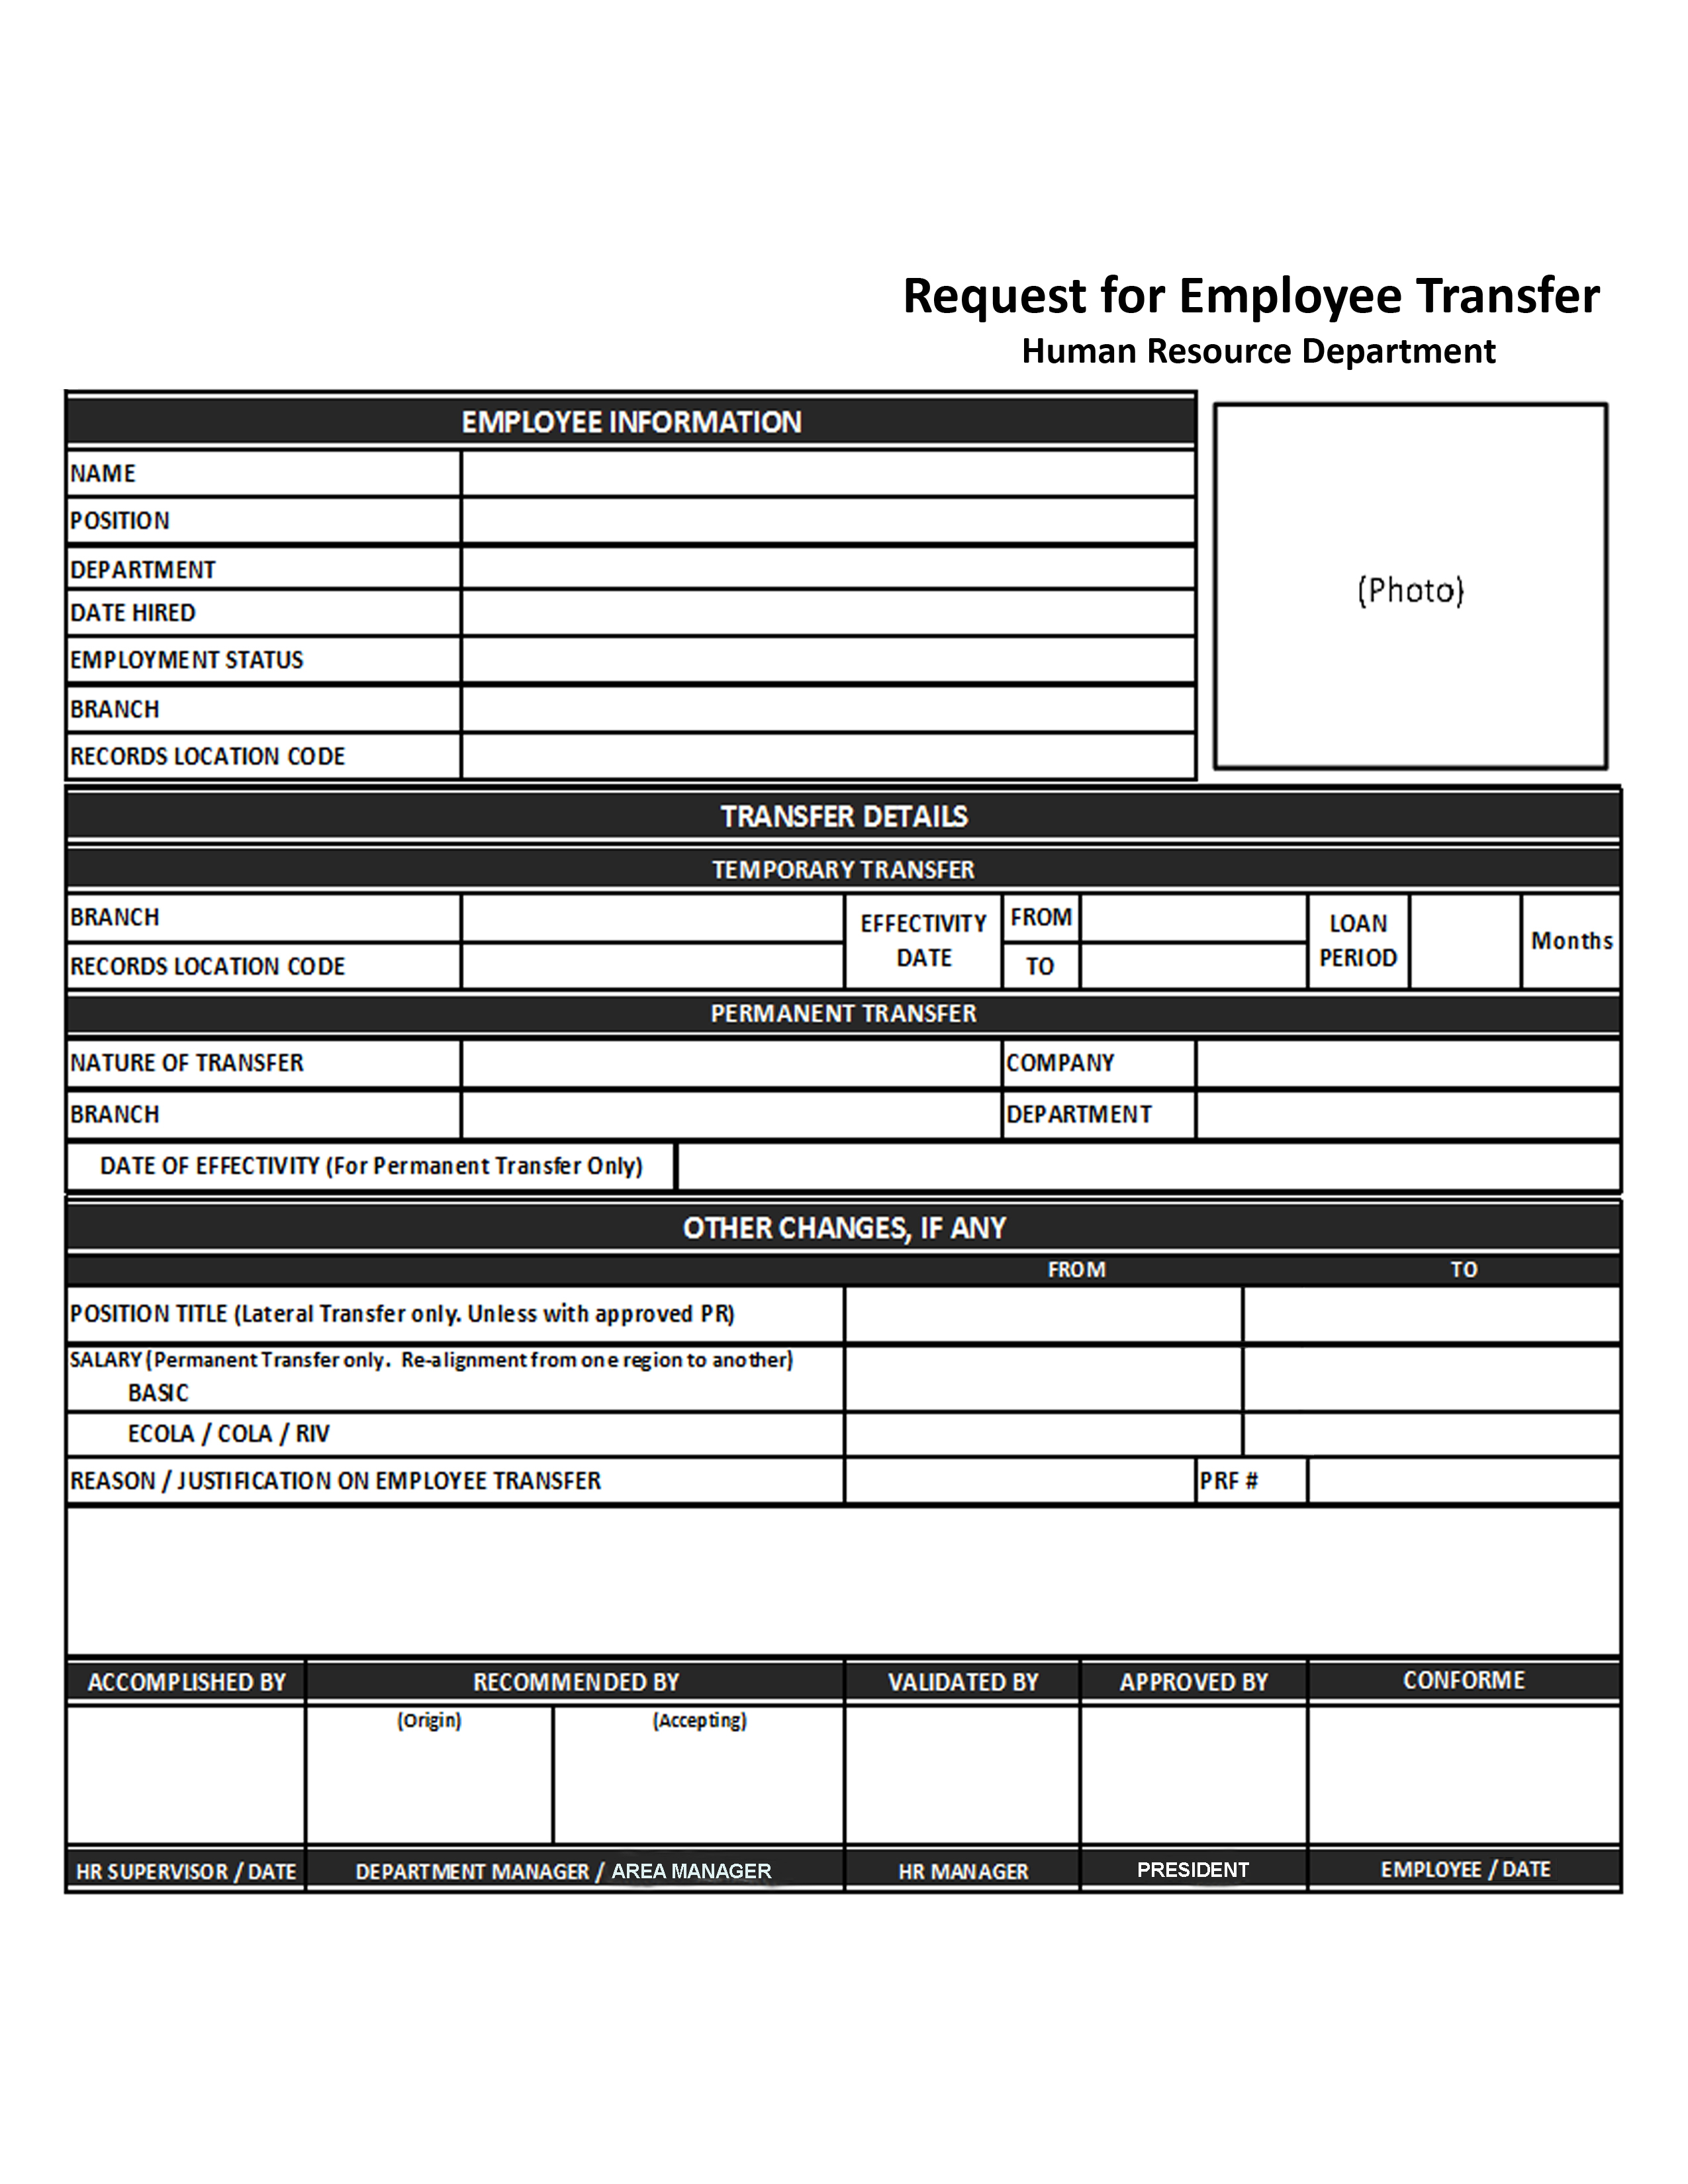 Request for Employee Transfer
Human Resource Department
EMPLOYEE INFORMATION
NAME
POSITION
DEPARTMENT
DATE HIRED
EMPLOYMENT STATUS
BRANCH
RECORDS LOCATION CODE
(Photo)
TRANSFER DETAILS
TEMPORARY TRANSFER
BRANCH
RECORDS LOCATION CODE
EFFECTIVITY
DATE
FROM
TO
LOAN
PERIOD
Months
PERMANENT TRANSFER
NATURE OF TRANSFER
COMPANY
BRANCH
DEPARTMENT
DATE OF EFFECTIVITY (For Permanent Transfer Only)
OTHER CHANGES, IF ANY
FROM TO
POSITION TITLE (Lateral Transfer only. Unless with approved PR)
SALARY (Permanent Transfer only. Re-alignment from one region to another)
BASIC
ECOLA / COLA / RIV
REASON / JUSTIFICATION ON EMPLOYEE TRANSFER
PRF #
ACCOMPLISHED BY RECOMMENDED BY VALIDATED BY APPROVED BY CONFORME
(Origin) (Accepting)
HR SUPERVISOR / DATE DEPARTMENT MANAGER / AREA MANAGER HR MANAGER PRESIDENT EMPLOYEE / DATE